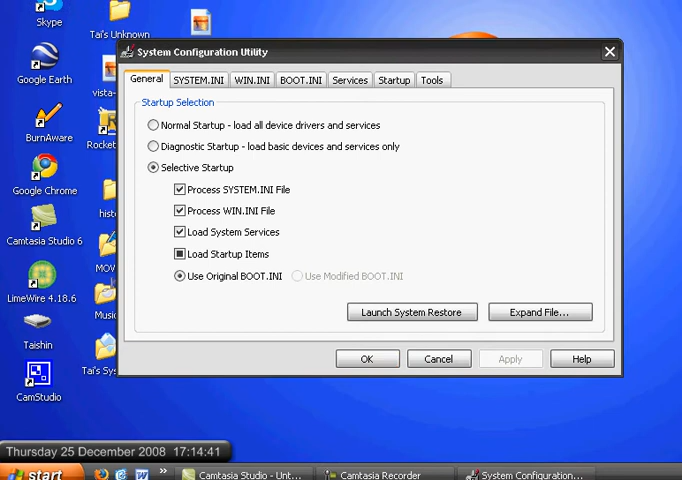 Skype
Tai's Unknown
System Configuration Utility
General
SYSTEM.INI
WIN.INI
BOOT.INI
Services
Startup
Tools
Google Earth
vista-
Startup Selection
Normal Startup - load all device drivers and services
BurnAware
Rocket
Diagnostic Startup - load basic devices and services only
Selective Startup
Google Chrome
Process SYSTEM.INI File
histo
Process WIN.INI File
Camtasia Studio 6
Load System Services
Load Startup Items
MOV
Use Original BOOT.INI
Use Modified BOOT.INI
LimeWire 4.18.6
Music
Launch System Restore
Expand File...
Taishin
OK
Cancel
Apply
Help
Tai's Sys
CamStudio
Thursday 25 December 2008 17:14:41
start
Camtasia Studio - Unt...
Camtasia Recorder
System Configuration...